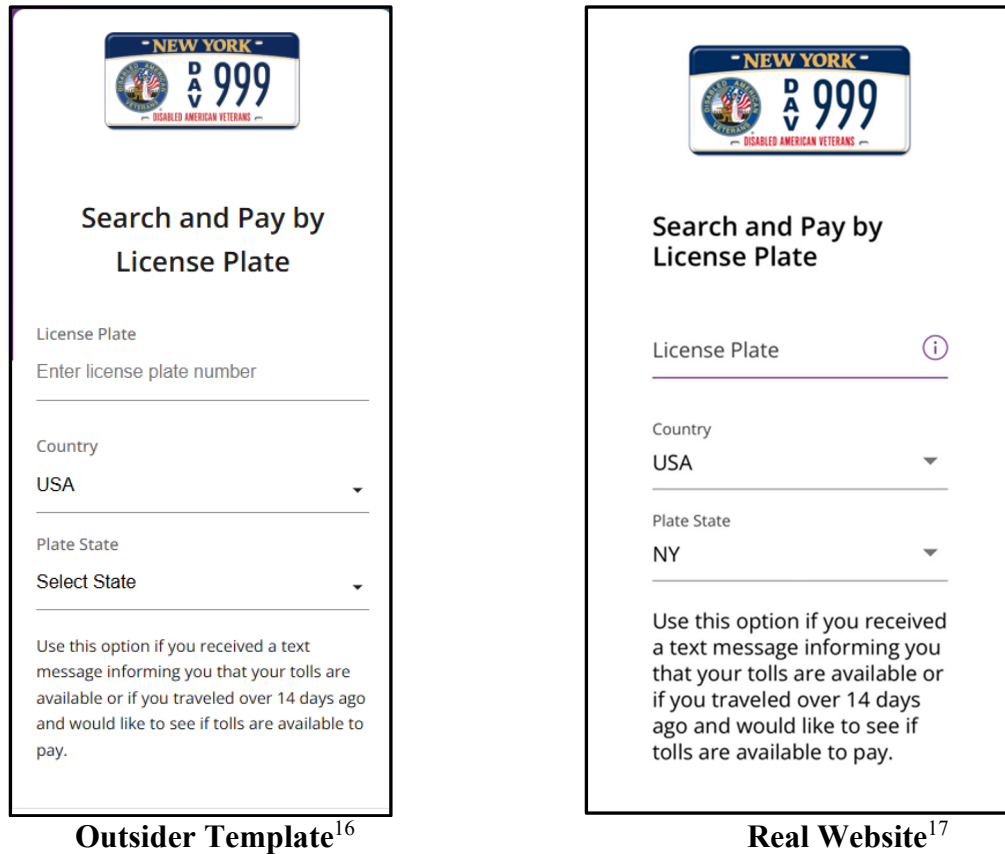 NEW YORK
DISABLED AMERICAN VETERANS
DAV 999
DISABLED AMERICAN VETERANS
Search and Pay by
License Plate
License Plate
Enter license plate number
Country
USA
Plate State
Select State
Use this option if you received a text
message informing you that your tolls are
available or if you traveled over 14 days ago
and would like to see if tolls are available to
pay.
Outsider Template16
NEW YORK
DISABLED AMERICAN VETERANS
DAV 999
DISABLED AMERICAN VETERANS
Search and Pay by
License Plate
License Plate i
Country
USA
Plate State
NY
Use this option if you received
a text message informing you
that your tolls are available or
if you traveled over 14 days
ago and would like to see if
tolls are available to pay.
Real Website17